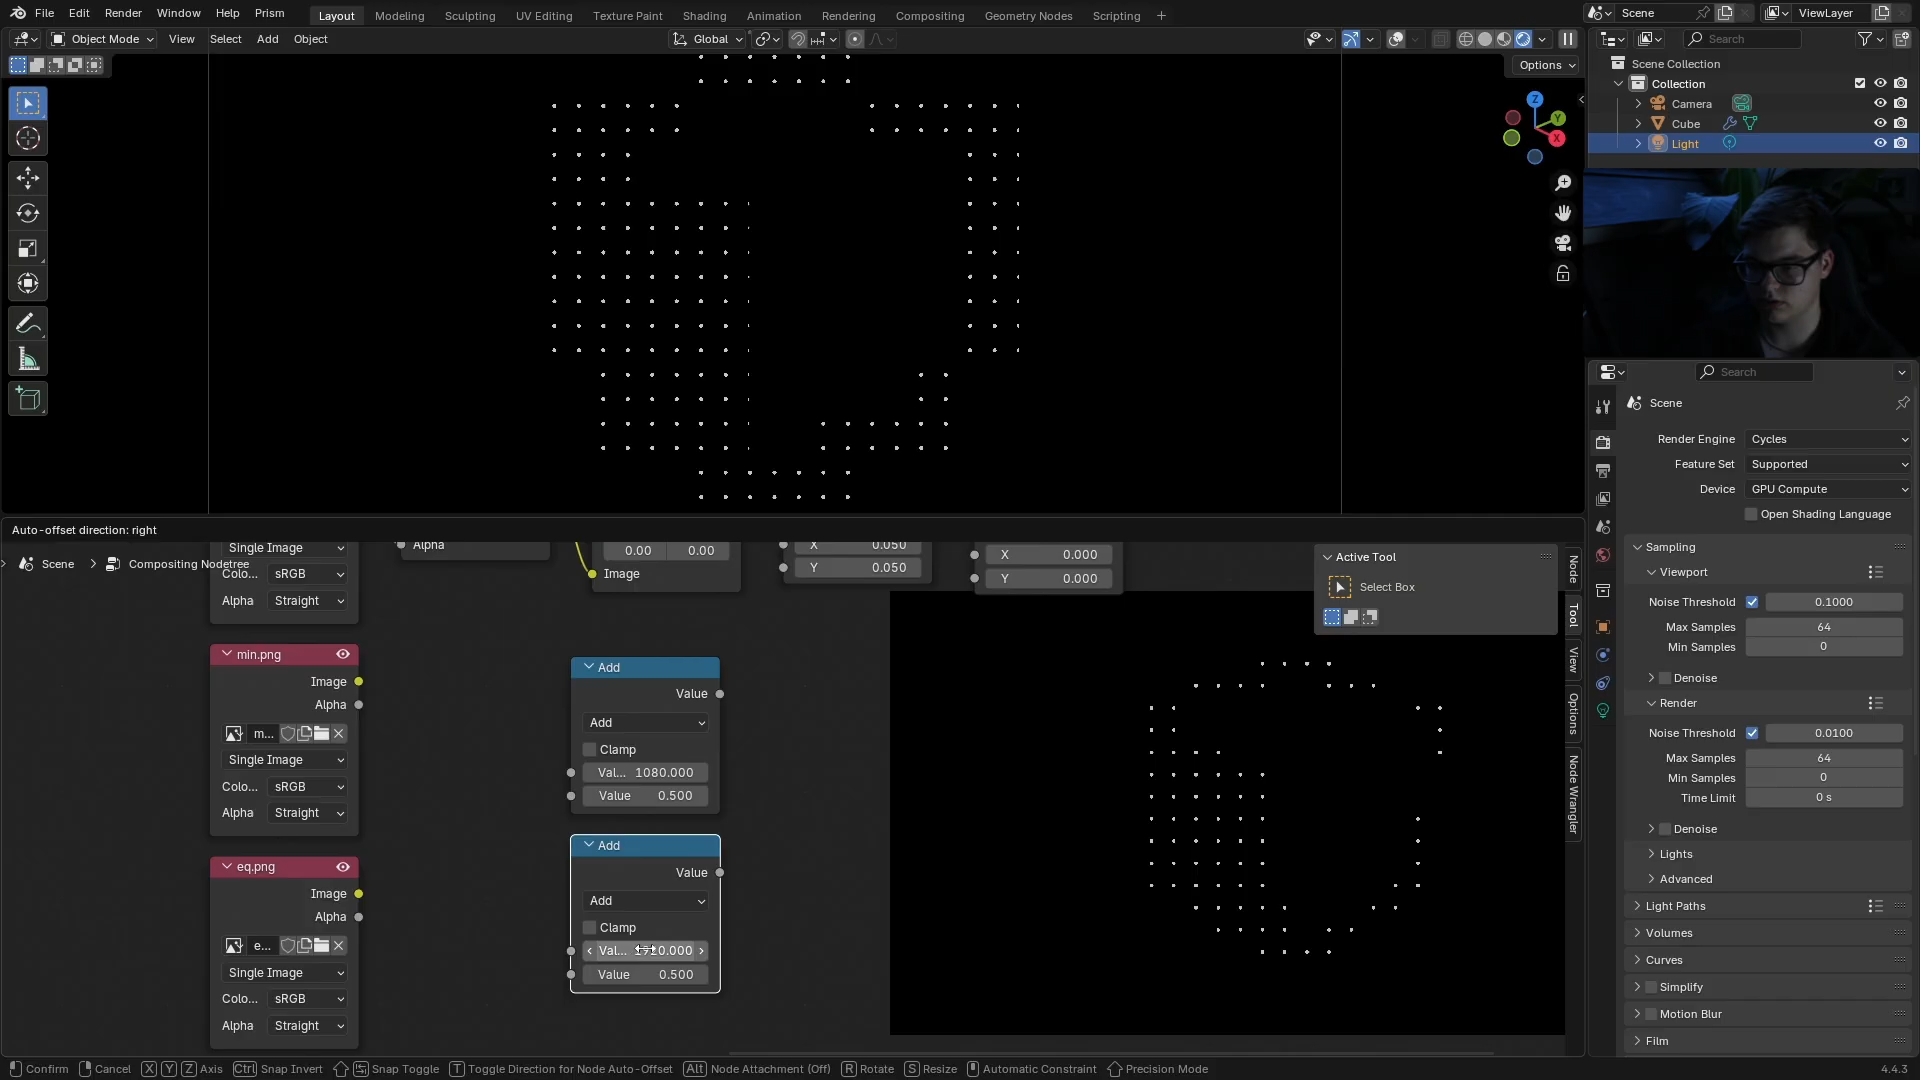 File Edit Render Window Help Prism
Layout Modeling Sculpting UV Editing Texture Paint Shading Animation Rendering Compositing Geometry Nodes Scripting +
Scene ViewLayer
Object Mode View Select Add Object
Global
Options
Z
Y
X
Search
Scene Collection
Collection
Camera
Cube
Light
Auto-offset direction: right
Scene > Compositing Nodetree
Single Image
Colo... sRGB
Alpha Straight
Alpha
0.00 0.00
Image
X 0.050
Y 0.050
X 0.000
Y 0.000
Active Tool
Select Box
Node
Tool
View
Options
Node Wrangler
min.png
Image
Alpha
m...
Single Image
Colo... sRGB
Alpha Straight
eq.png
Image
Alpha
e...
Single Image
Colo... sRGB
Alpha Straight
Add
Value
Add
Clamp
Val... 1080.000
Value 0.500
Add
Value
Add
Clamp
Val...
Value 0.500
Search
Scene
Render Engine Cycles
Feature Set Supported
Device GPU Compute
Open Shading Language
Sampling
Viewport
Noise Threshold 0.1000
Max Samples 64
Min Samples 0
Denoise
Render
Noise Threshold 0.0100
Max Samples 64
Min Samples 0
Time Limit 0 s
Denoise
Lights
Advanced
Light Paths
Volumes
Curves
Simplify
Motion Blur
Film
Confirm Cancel X Y Z Axis Ctrl Snap Invert Snap Toggle T Toggle Direction for Node Auto-Offset Alt Node Attachment (Off) R Rotate S Resize Automatic Constraint Precision Mode
4.4.3